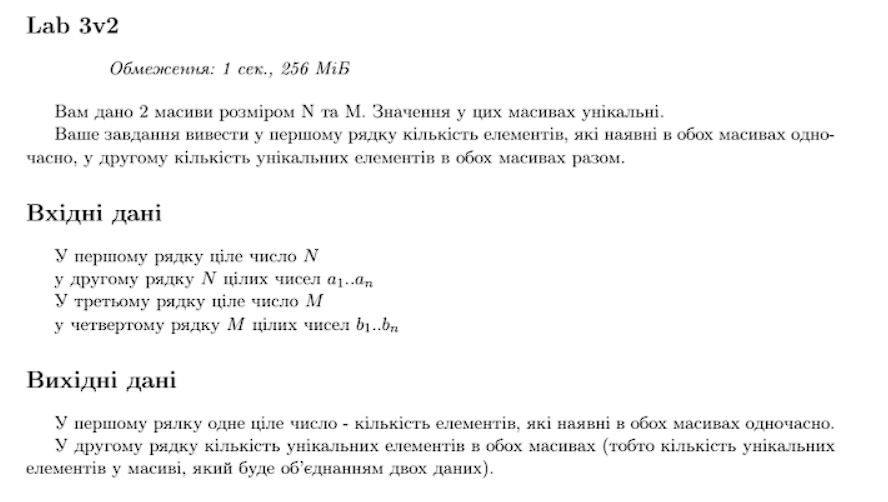 Lab 3v2
Обмеження: 1 сек., 256 МіБ
Вам дано 2 масиви розміром N та M. Значення у цих масивах унікальні.
Ваше завдання вивести у першому рядку кількість елементів, які наявні в обох масивах одно-
часно, у другому кількість унікальних елементів в обох масивах разом.
Вхідні дані
У першому рядку ціле число N
у другому рядку N цілих чисел a₁..aₙ
У третьому рядку ціле число M
у четвертому рядку M цілих чисел b₁..bₙ
Вихідні дані
У першому рялку одне ціле число - кількість елементів, які наявні в обох масивах одночасно.
У другому рядку кількість унікальних елементів в обох масивах (тобто кількість унікальних
елементів у масиві, який буде об'єднанням двох даних).